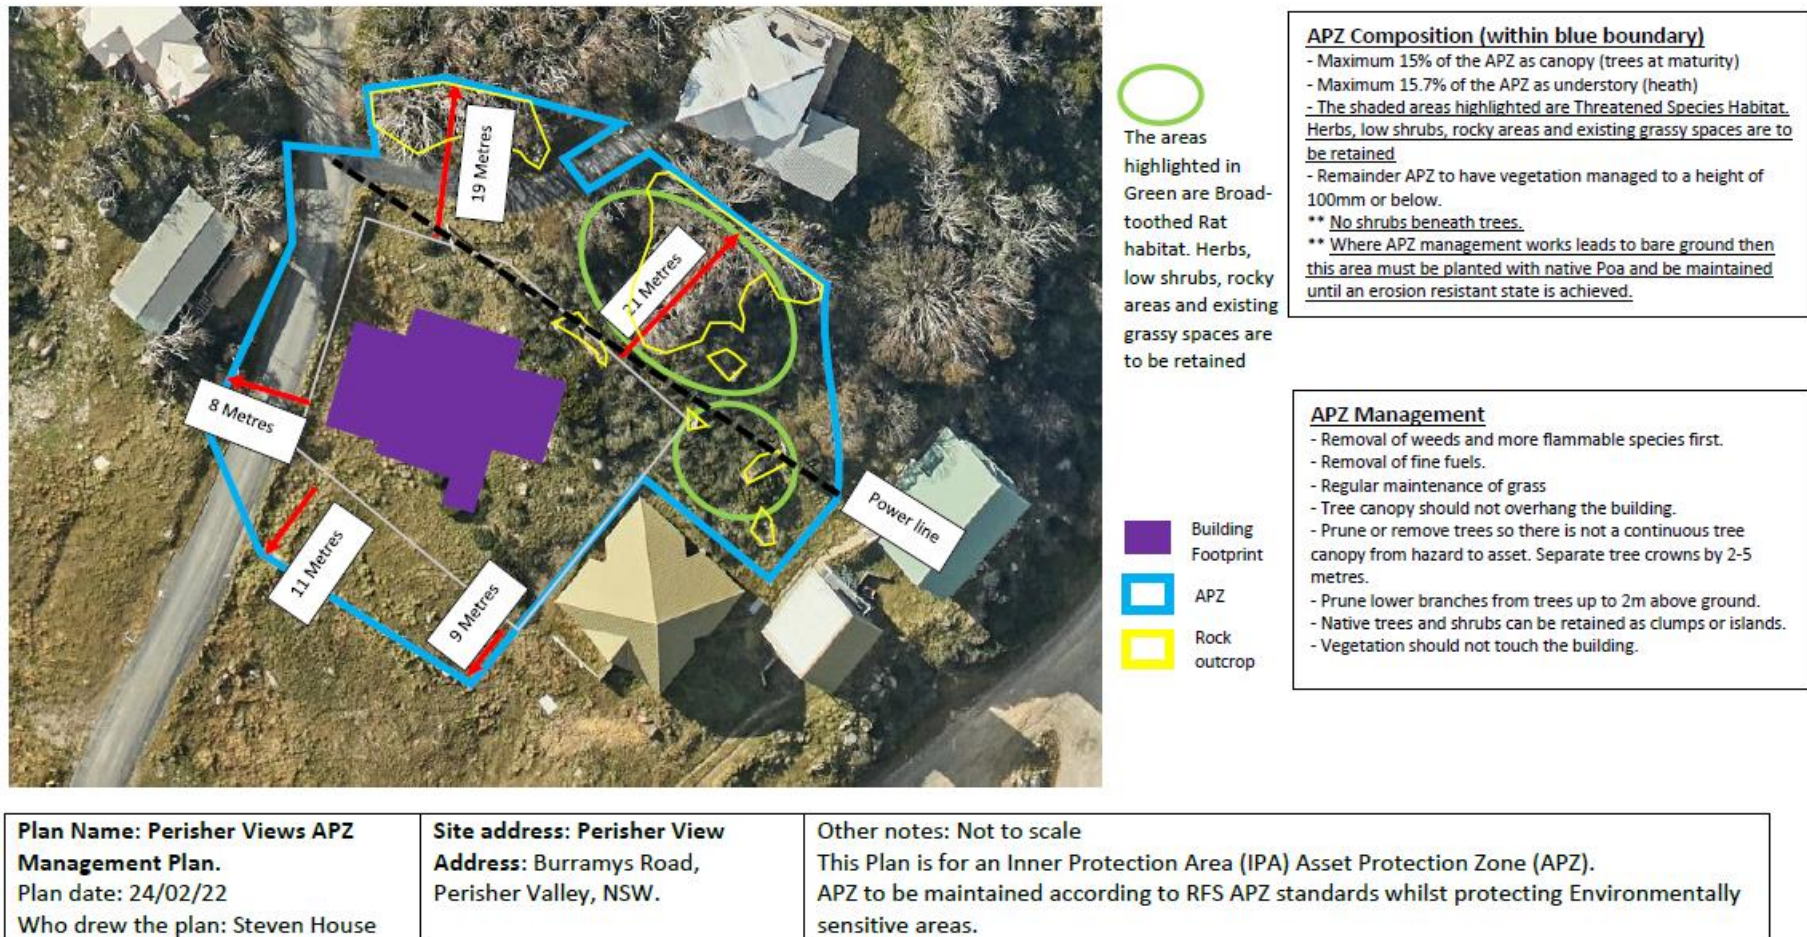 19 Metres
21 Metres
8 Metres
11 Metres
9 Metres
Power line
The areas
highlighted in
Green are Broad-
toothed Rat
habitat. Herbs,
low shrubs, rocky
areas and existing
grassy spaces are
to be retained
Building
Footprint
APZ
Rock
outcrop
APZ Composition (within blue boundary)
- Maximum 15% of the APZ as canopy (trees at maturity)
- Maximum 15.7% of the APZ as understory (heath)
- The shaded areas highlighted are Threatened Species Habitat.
Herbs, low shrubs, rocky areas and existing grassy spaces are to
be retained
- Remainder APZ to have vegetation managed to a height of
100mm or below.
** No shrubs beneath trees.
** Where APZ management works leads to bare ground then
this area must be planted with native Poa and be maintained
until an erosion resistant state is achieved.
APZ Management
- Removal of weeds and more flammable species first.
- Removal of fine fuels.
- Regular maintenance of grass
- Tree canopy should not overhang the building.
- Prune or remove trees so there is not a continuous tree
canopy from hazard to asset. Separate tree crowns by 2-5
metres.
- Prune lower branches from trees up to 2m above ground.
- Native trees and shrubs can be retained as clumps or islands.
- Vegetation should not touch the building.
Plan Name: Perisher Views APZ
Management Plan.
Plan date: 24/02/22
Who drew the plan: Steven House
Site address: Perisher View
Address: Burramys Road,
Perisher Valley, NSW.
Other notes: Not to scale
This Plan is for an Inner Protection Area (IPA) Asset Protection Zone (APZ).
APZ to be maintained according to RFS APZ standards whilst protecting Environmentally
sensitive areas.